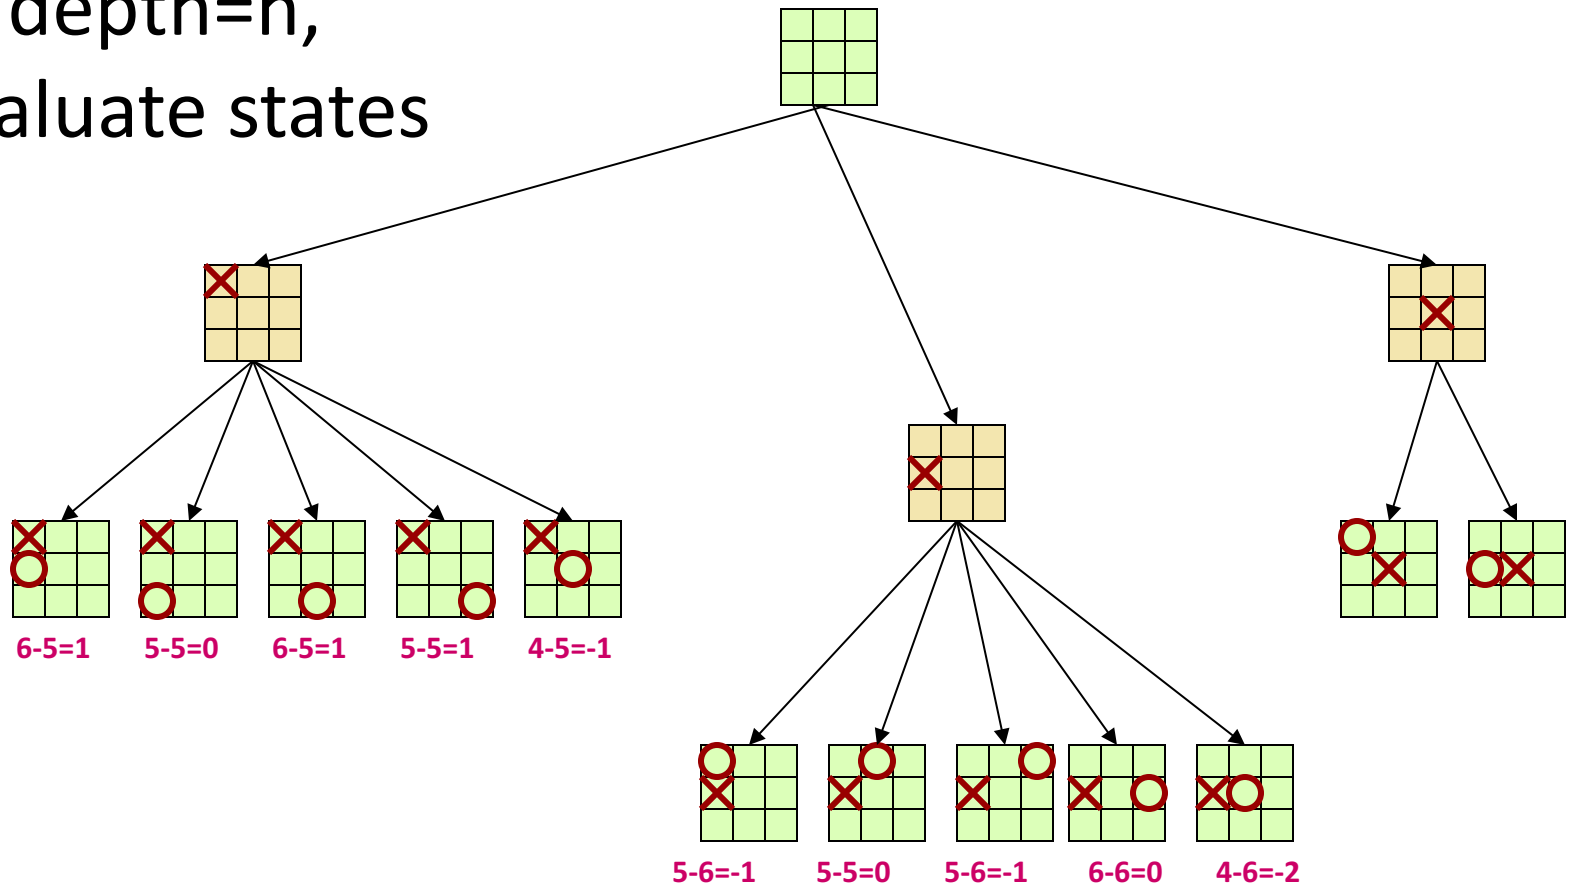 depth=n,
aluate states
6-5=1 5-5=0 6-5=1 5-5=1 4-5=-1
5-6=-1 5-5=0 5-6=-1 6-6=0 4-6=-2